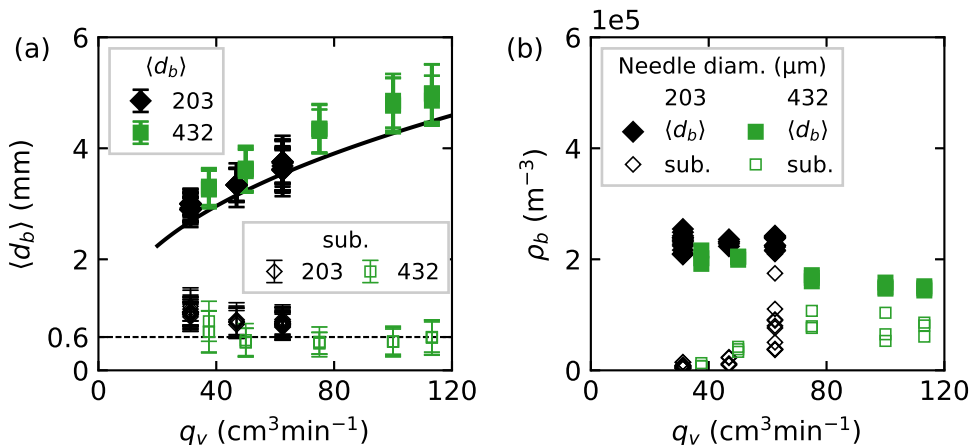 (a)
⟨d_b⟩ (mm)
6
4
2
0.6
0
0
40
80
120
q_v (cm³min⁻¹)
⟨d_b⟩
203
432
sub.
203
432
(b)
1e5
ρ_b (m⁻³)
6
4
2
0
0
40
80
120
q_v (cm³min⁻¹)
Needle diam. (μm)
203 432
⟨d_b⟩ ⟨d_b⟩
sub. sub.